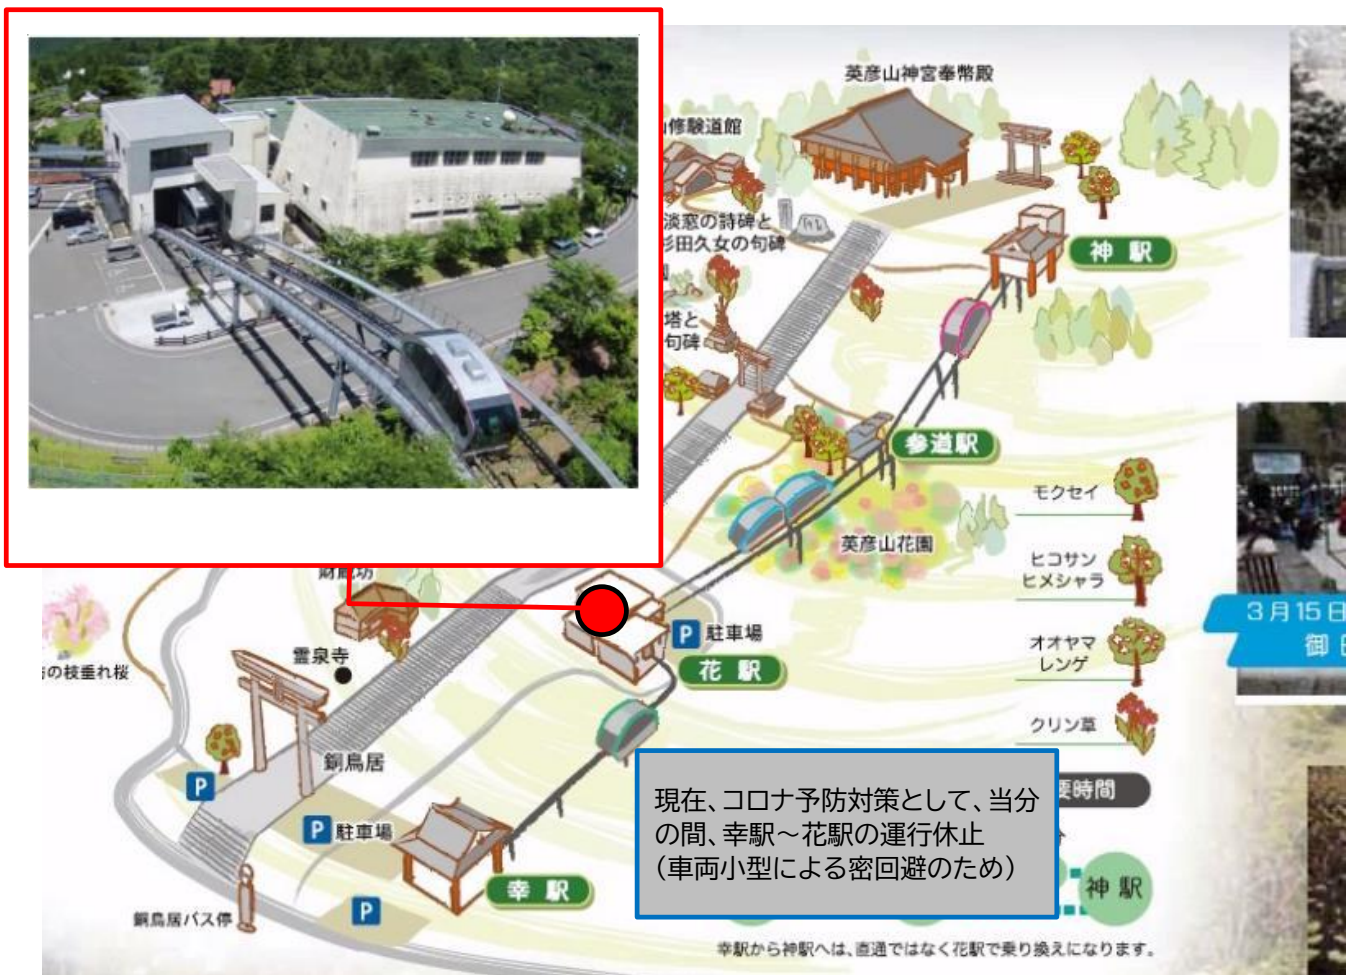 英彦山神宮奉幣殿
修験道館
淡窓の詩碑と
杉田久女の句碑
神駅
塔と
句碑
参道駅
モクセイ
英彦山花園
ヒコサン
ヒメシャラ
3月15日
御
財蔵坊
P 駐車場
オオヤマ
レンゲ
霊泉寺
の枝垂れ桜
花駅
クリン草
銅鳥居
P
現在、コロナ予防対策として、当分
の間、幸駅～花駅の運行休止
（車両小型による密回避のため）
要時間
P 駐車場
幸駅
神駅
P
銅鳥居バス停
幸駅から神駅へは、直通ではなく花駅で乗り換えになります。